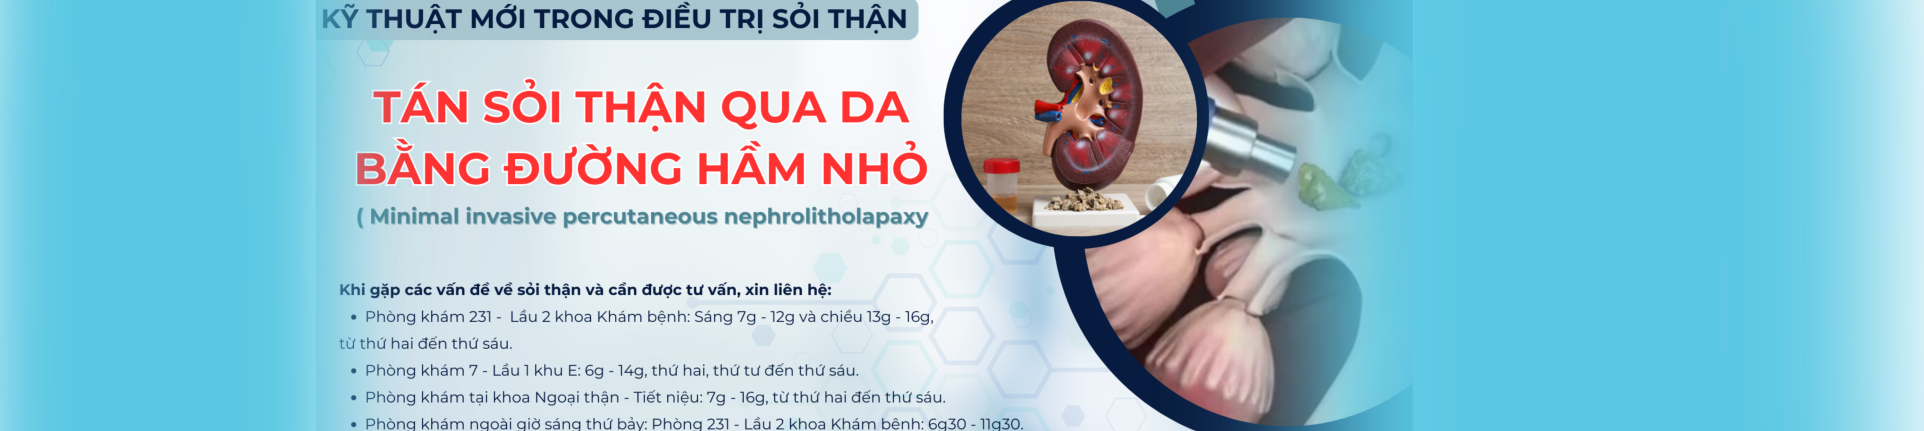 KỸ THUẬT MỚI TRONG ĐIỀU TRỊ SỎI THẬN
TÁN SỎI THẬN QUA DA
BẰNG ĐƯỜNG HẦM NHỎ
( Minimal invasive percutaneous nephrolitholapaxy
Khi gặp các vấn đề về sỏi thận và cần được tư vấn, xin liên hệ:
• Phòng khám 231 - Lầu 2 khoa Khám bệnh: Sáng 7g - 12g và chiều 13g - 16g,
từ thứ hai đến thứ sáu.
• Phòng khám 7 - Lầu 1 khu E: 6g - 14g, thứ hai, thứ tư đến thứ sáu.
• Phòng khám tại khoa Ngoại thận - Tiết niệu: 7g - 16g, từ thứ hai đến thứ sáu.
• Phòng khám ngoài giờ sáng thứ bảy: Phòng 231 - Lầu 2 khoa Khám bệnh: 6g30 - 11g30.